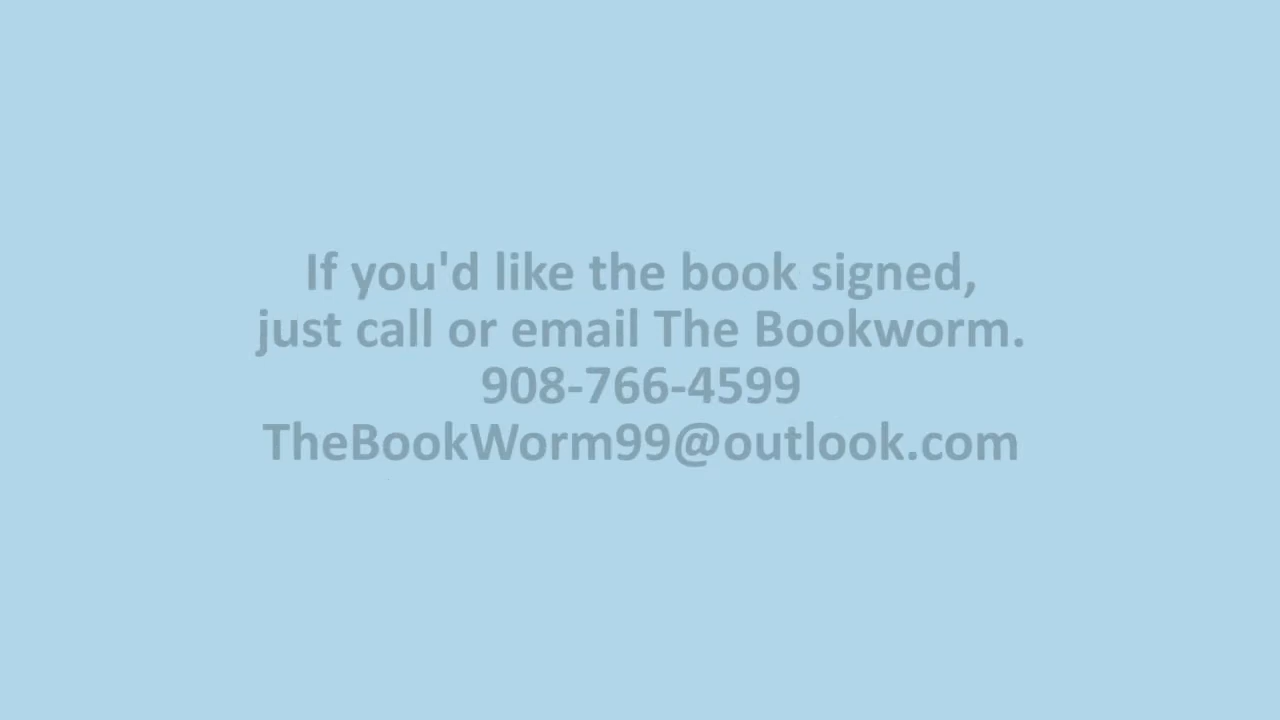 If you'd like the book signed,
just call or email The Bookworm.
908-766-4599
TheBookWorm99@outlook.com